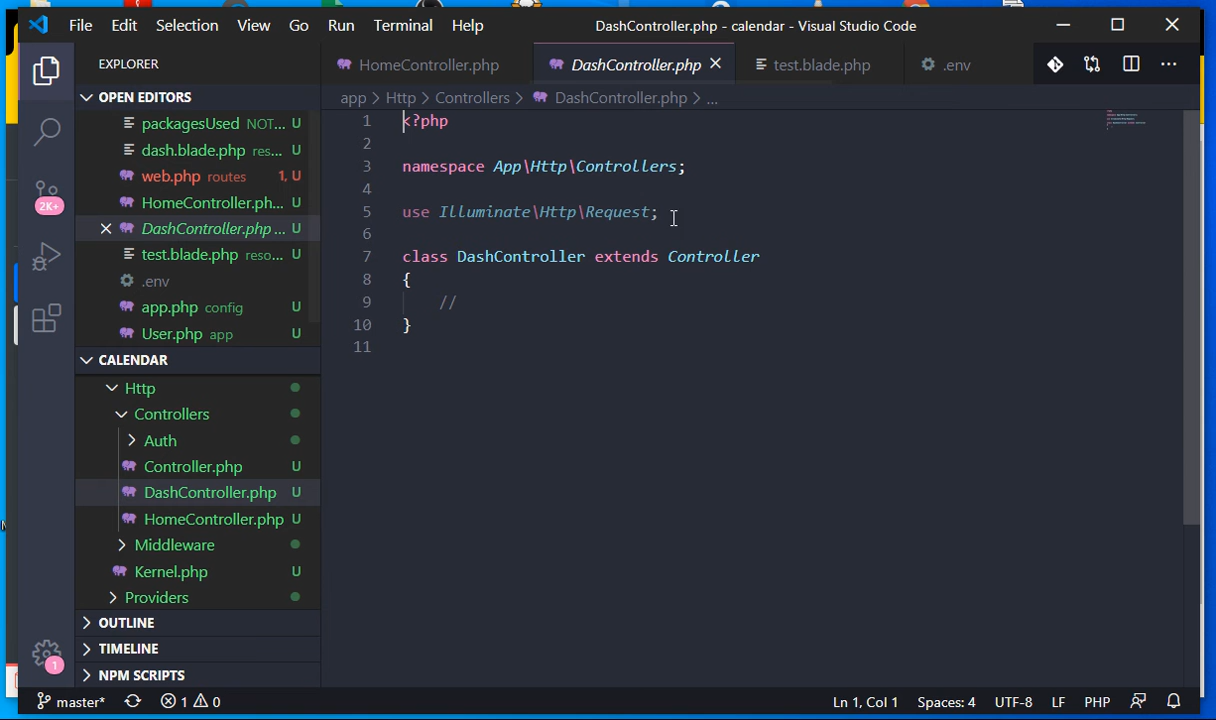 File Edit Selection View Go Run Terminal Help DashController.php - calendar - Visual Studio Code
EXPLORER
HomeController.php DashController.php test.blade.php .env
OPEN EDITORS
app > Http > Controllers > DashController.php > ...
packagesUsed NOT... U
dash.blade.php res... U
web.php routes 1, U
HomeController.ph... U
DashController.php ... U
test.blade.php reso... U
.env
app.php config U
User.php app U
CALENDAR
Http
Controllers
Auth
Controller.php U
DashController.php U
HomeController.php U
Middleware
Kernel.php U
Providers
OUTLINE
TIMELINE
NPM SCRIPTS
2K+
1
1 <?php
2
3 namespace App\Http\Controllers;
4
5 use Illuminate\Http\Request;
6
7 class DashController extends Controller
8 {
9 //
10 }
11
master* 1 0 Ln 1, Col 1 Spaces: 4 UTF-8 LF PHP